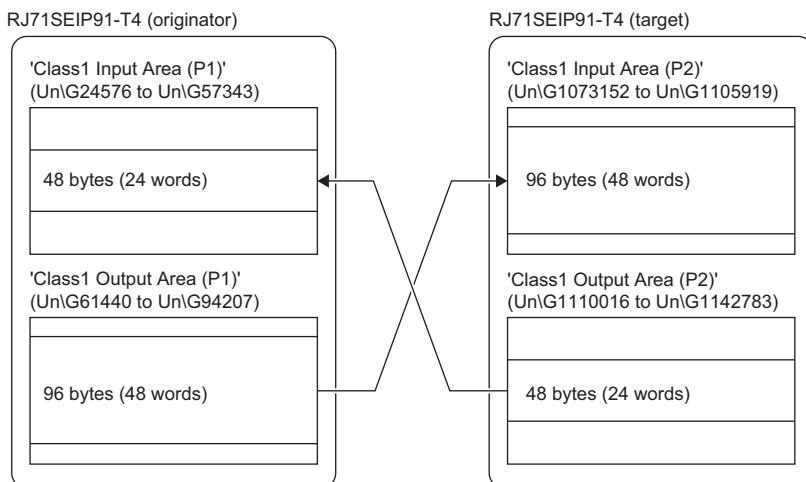 RJ71SEIP91-T4 (originator)
'Class1 Input Area (P1)'
(Un\G24576 to Un\G57343)
48 bytes (24 words)
'Class1 Output Area (P1)'
(Un\G61440 to Un\G94207)
96 bytes (48 words)
RJ71SEIP91-T4 (target)
'Class1 Input Area (P2)'
(Un\G1073152 to Un\G1105919)
96 bytes (48 words)
'Class1 Output Area (P2)'
(Un\G1110016 to Un\G1142783)
48 bytes (24 words)